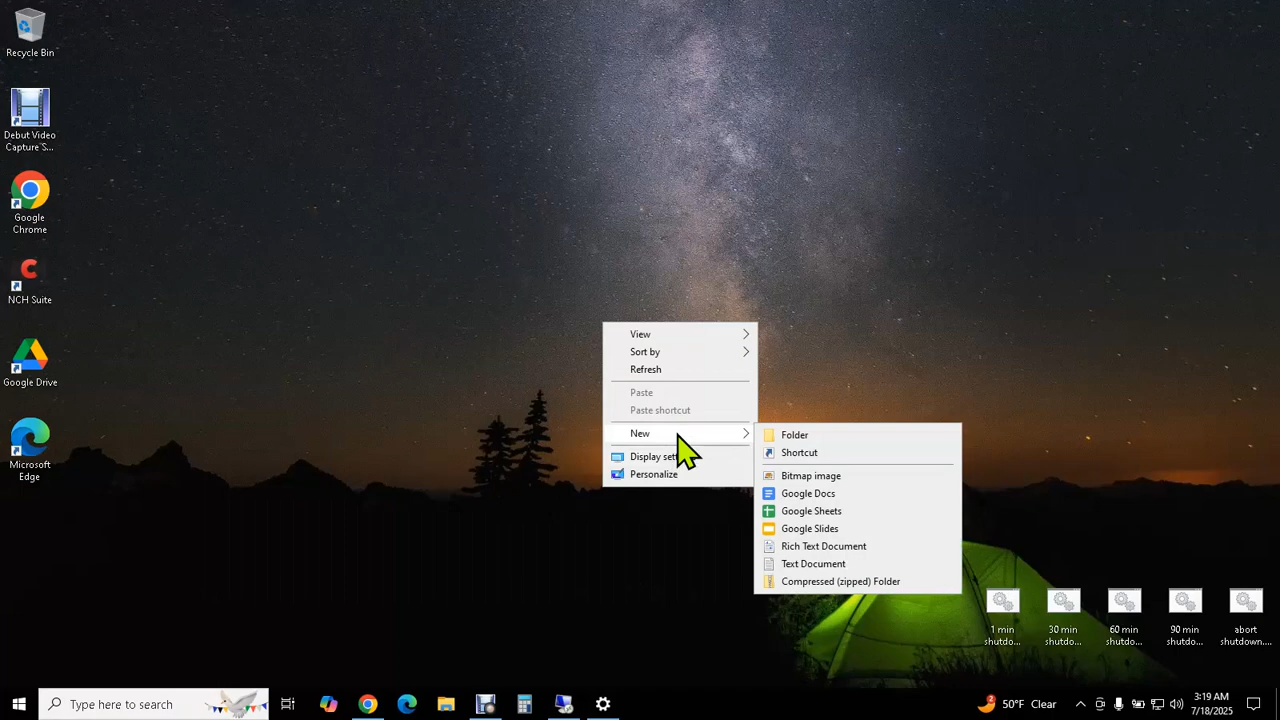 Recycle Bin
Debut Video
Capture S...
Google
Chrome
NCH Suite
Google Drive
Microsoft
Edge
View
Sort by
Refresh
Paste
Paste shortcut
New
Display sett
Personalize
Folder
Shortcut
Bitmap image
Google Docs
Google Sheets
Google Slides
Rich Text Document
Text Document
Compressed (zipped) Folder
1 min
shutdo...
30 min
shutdo...
60 min
shutdo...
90 min
shutdo...
abort
shutdown...
Type here to search
2
50°F Clear
3:19 AM
7/18/2025